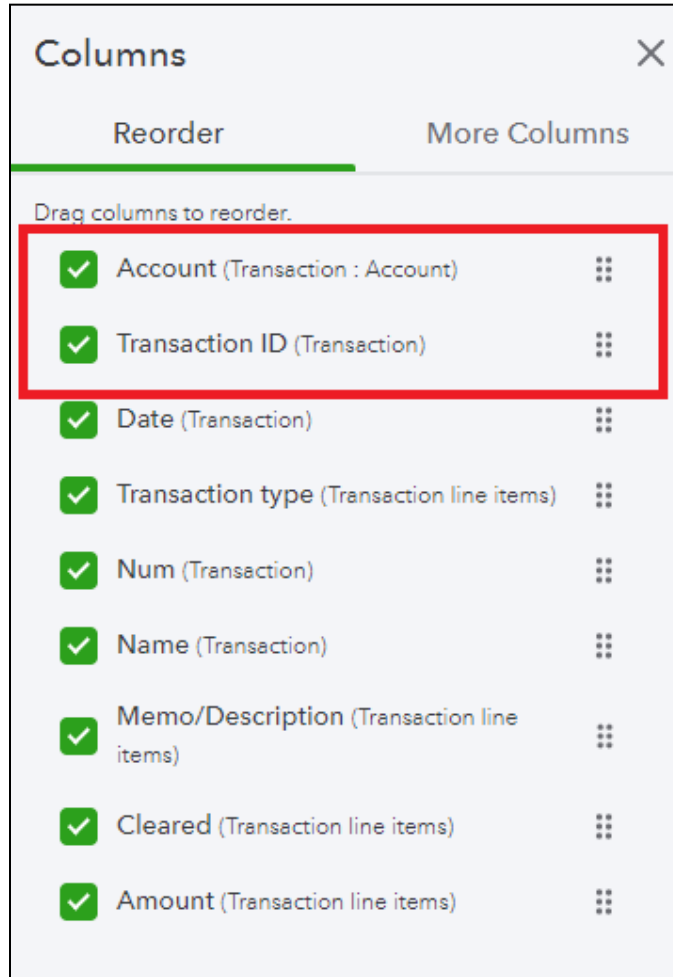 Columns
Reorder More Columns
Drag columns to reorder.
Account (Transaction : Account)
Transaction ID (Transaction)
Date (Transaction)
Transaction type (Transaction line items)
Num (Transaction)
Name (Transaction)
Memo/Description (Transaction line
items)
Cleared (Transaction line items)
Amount (Transaction line items)